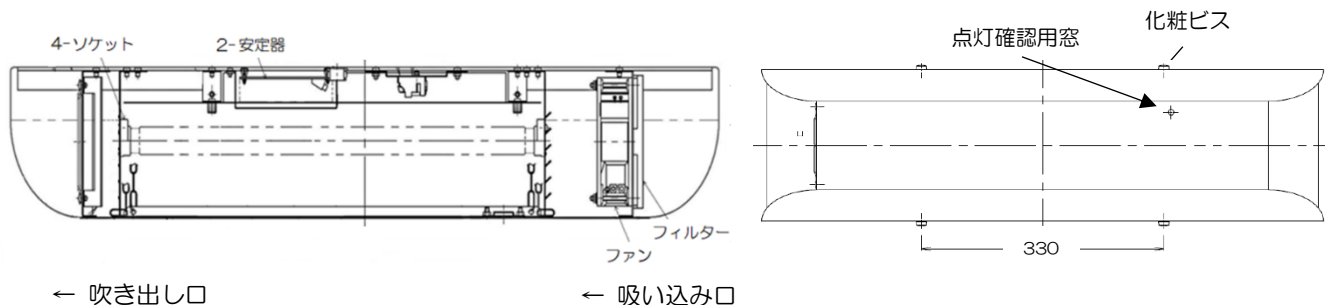 4-ソケット
2-安定器
フィルター
ファン
← 吹き出し口
← 吸い込み口
化粧ビス
点灯確認用窓
330